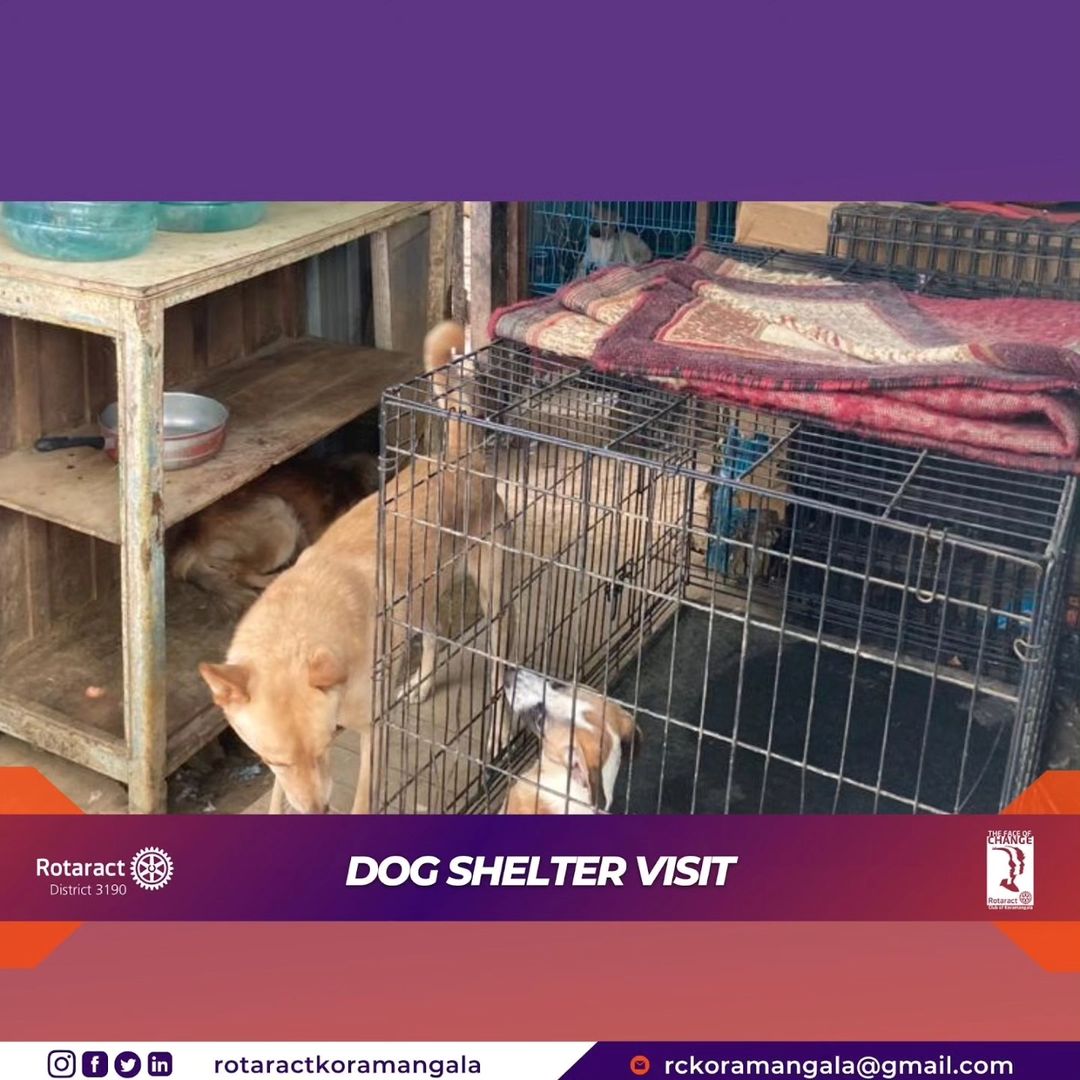 Rotaract
District 3190
DOG SHELTER VISIT
THE FACE OF
CHANGE
Rotaract
Club of Koramangala
rotaractkoramangala
rckoramangala@gmail.com